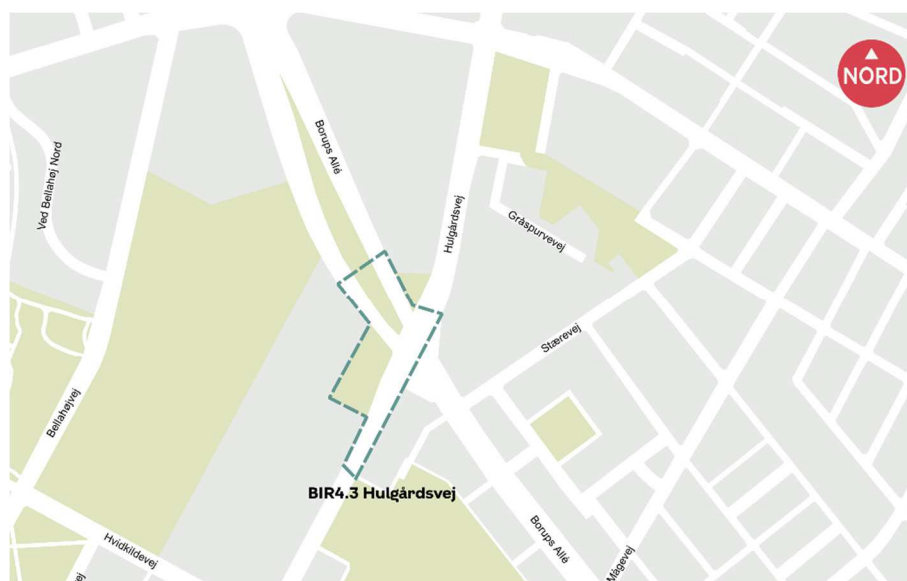 NORD
Ved Bellahøj Nord
Borups Allé
Hulgårdsvej
Gråspurvevej
Stærevej
Bellahøjvej
BIR4.3 Hulgårdsvej
Hvidkildevej
Borups Allé
Mågevej